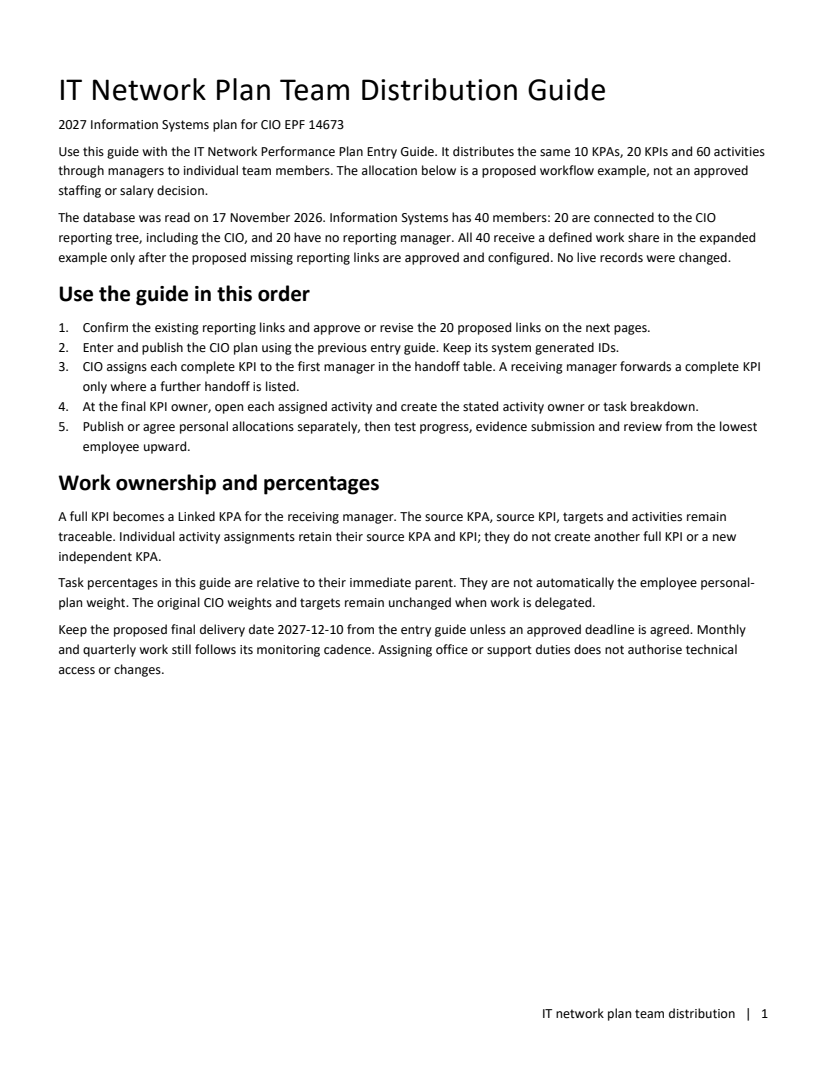 IT Network Plan Team Distribution Guide
2027 Information Systems plan for CIO EPF 14673
Use this guide with the IT Network Performance Plan Entry Guide. It distributes the same 10 KPAs, 20 KPIs and 60 activities
through managers to individual team members. The allocation below is a proposed workflow example, not an approved
staffing or salary decision.
The database was read on 17 November 2026. Information Systems has 40 members: 20 are connected to the CIO
reporting tree, including the CIO, and 20 have no reporting manager. All 40 receive a defined work share in the expanded
example only after the proposed missing reporting links are approved and configured. No live records were changed.
Use the guide in this order
1. Confirm the existing reporting links and approve or revise the 20 proposed links on the next pages.
2. Enter and publish the CIO plan using the previous entry guide. Keep its system generated IDs.
3. CIO assigns each complete KPI to the first manager in the handoff table. A receiving manager forwards a complete KPI
only where a further handoff is listed.
4. At the final KPI owner, open each assigned activity and create the stated activity owner or task breakdown.
5. Publish or agree personal allocations separately, then test progress, evidence submission and review from the lowest
employee upward.
Work ownership and percentages
A full KPI becomes a Linked KPA for the receiving manager. The source KPA, source KPI, targets and activities remain
traceable. Individual activity assignments retain their source KPA and KPI; they do not create another full KPI or a new
independent KPA.
Task percentages in this guide are relative to their immediate parent. They are not automatically the employee personal-
plan weight. The original CIO weights and targets remain unchanged when work is delegated.
Keep the proposed final delivery date 2027-12-10 from the entry guide unless an approved deadline is agreed. Monthly
and quarterly work still follows its monitoring cadence. Assigning office or support duties does not authorise technical
access or changes.
IT network plan team distribution | 1